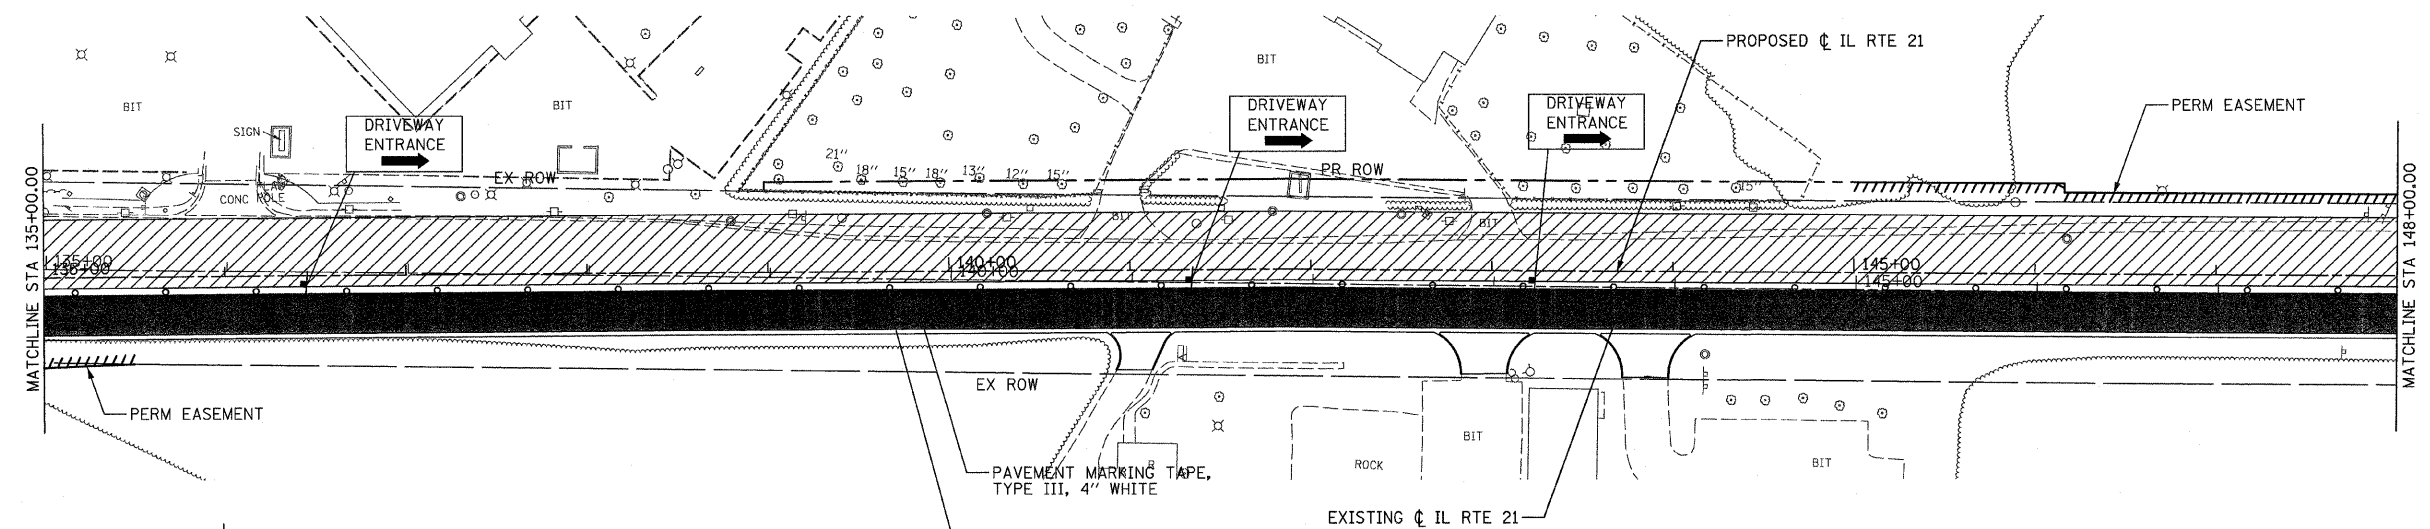 PROPOSED ℄ IL RTE 21
BIT
BIT
BIT
DRIVEWAY
ENTRANCE
DRIVEWAY
ENTRANCE
DRIVEWAY
ENTRANCE
PERM EASEMENT
SIGN
21"
18"
15"
18"
13"
12"
15"
15"
EX ROW
PR ROW
CONC
BIT
BIT
MATCHLINE STA 135+00.00
MATCHLINE STA 148+00.00
135+00
135+00
140+00
140+00
145+00
145+00
EX ROW
PERM EASEMENT
BIT
ROCK
BIT
PAVEMENT MARKING TAPE,
TYPE III, 4" WHITE
EXISTING ℄ IL RTE 21